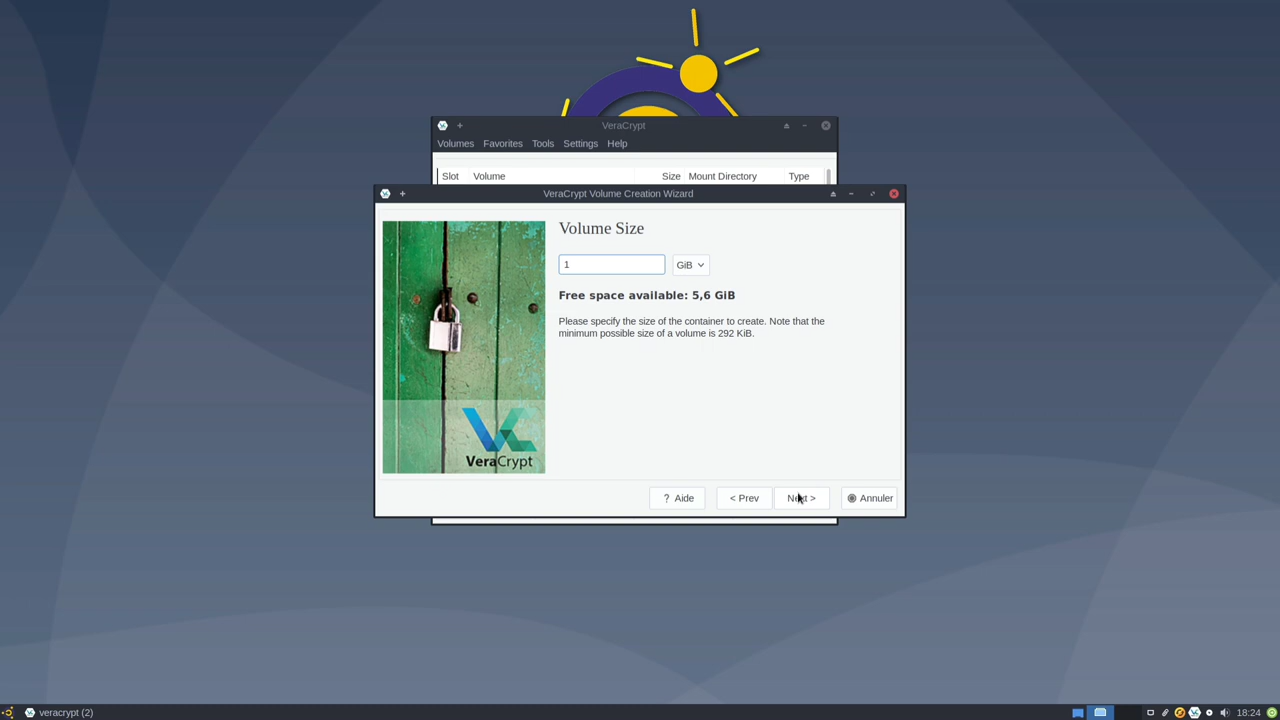 VeraCrypt
Volumes Favorites Tools Settings Help
Slot Volume Size Mount Directory Type
VeraCrypt Volume Creation Wizard
Volume Size
1 GiB
Free space available: 5,6 GiB
Please specify the size of the container to create. Note that the
minimum possible size of a volume is 292 KiB.
VeraCrypt
? Aide < Prev Next > Annuler
veracrypt (2) 18:24